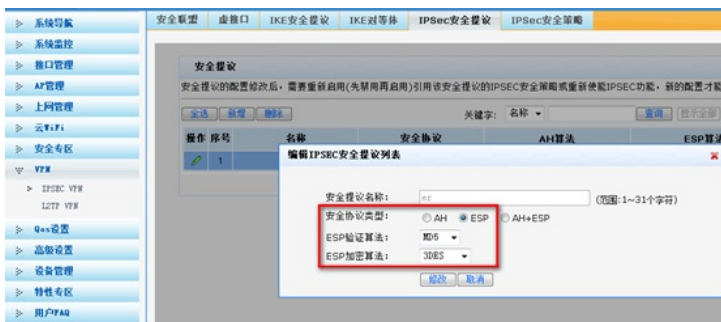 安全联盟 虚接口 IKE安全提议 IKE对等体 IPSec安全提议 IPSec安全策略
系统导航
系统监控
接口管理
AP管理
上网管理
云WiFi
安全专区
VPN
IPSEC VPN
L2TP VPN
Qos设置
高级设置
设备管理
特性专区
用户FAQ
安全提议
安全提议的配置修改后，需要重新启用(先禁用再启用)引用该安全提议的IPSEC安全策略或重新使能IPSEC功能，新的配置才能
全选 新增 删除 关键字: 名称 查询 显示全部
操作 序号 名称 安全协议 AH算法 ESP算法
1
编辑IPSEC安全提议列表
安全提议名称: er (范围:1~31个字符)
安全协议类型: AH ESP AH+ESP
ESP验证算法: MD5
ESP加密算法: 3DES
修改 取消